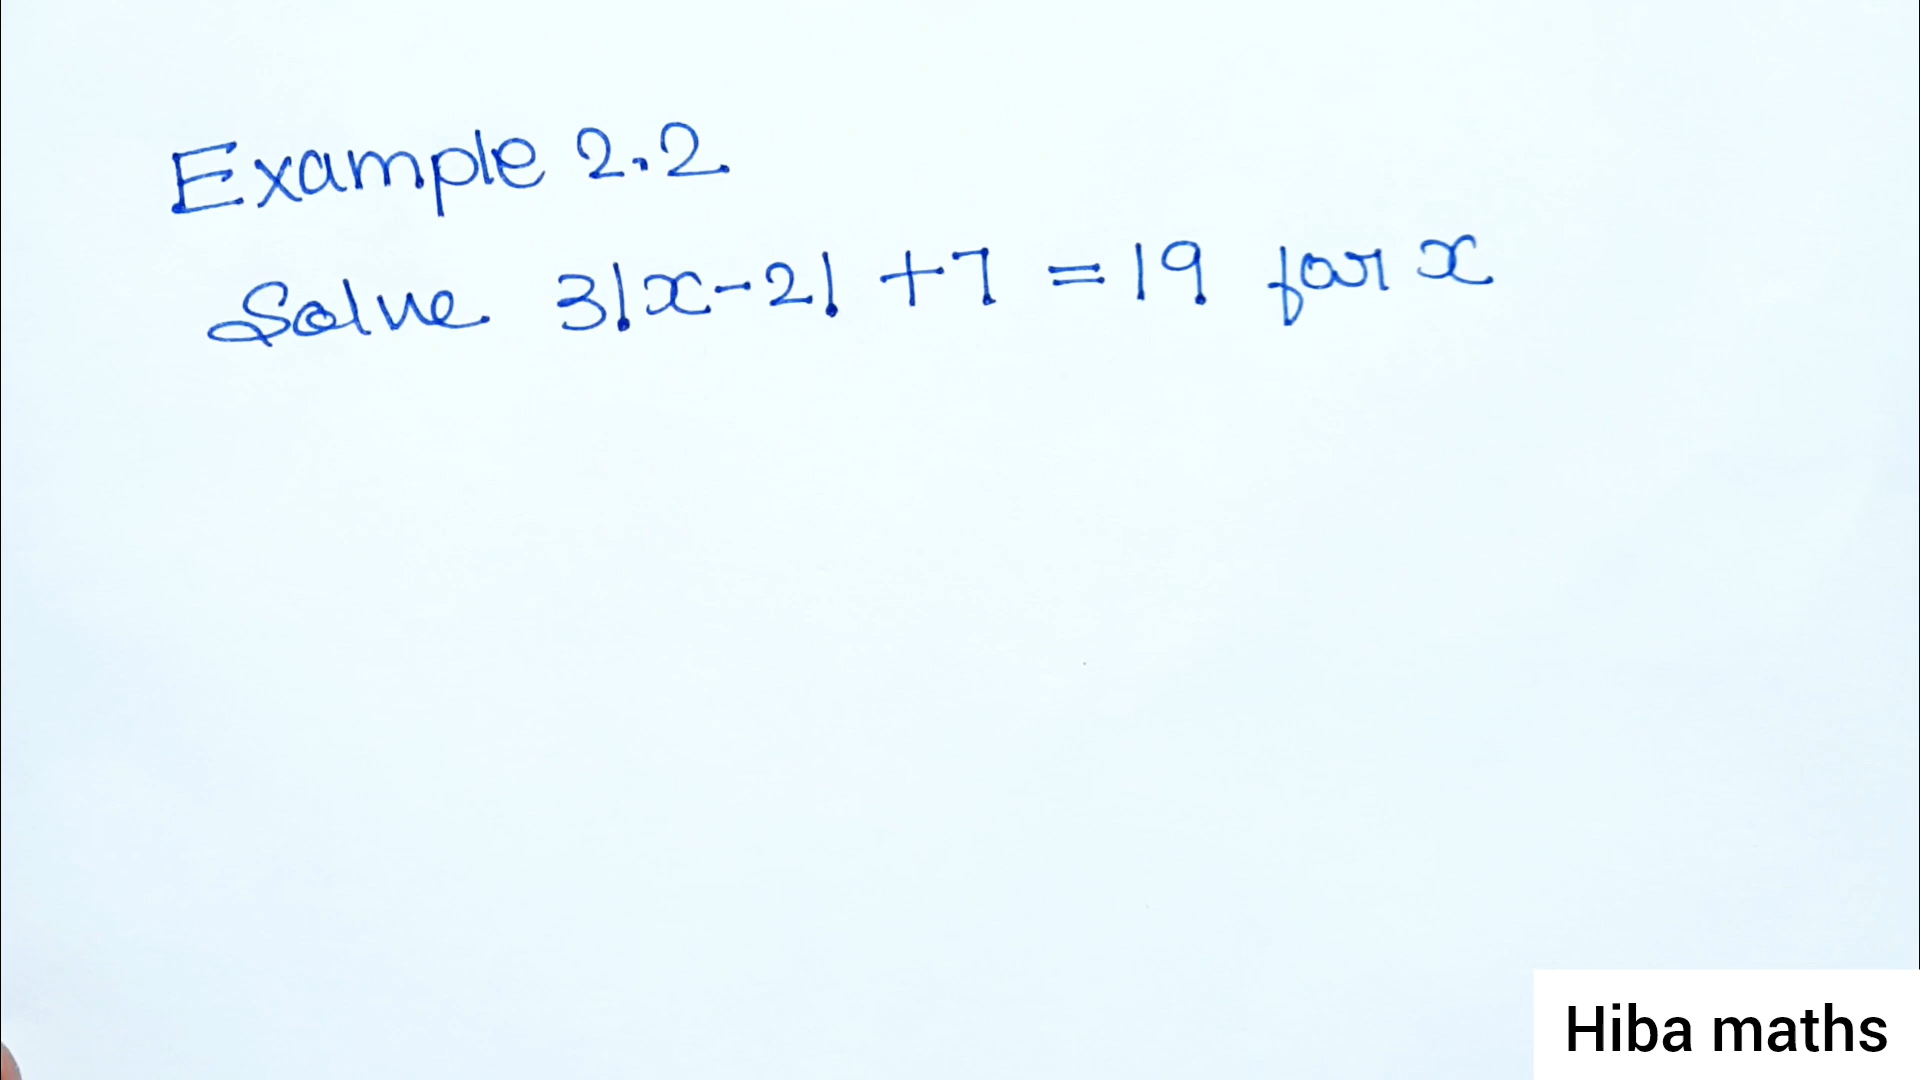 Example 2.2
Solve 3|x-2| +7 = 19 for x
Hiba maths